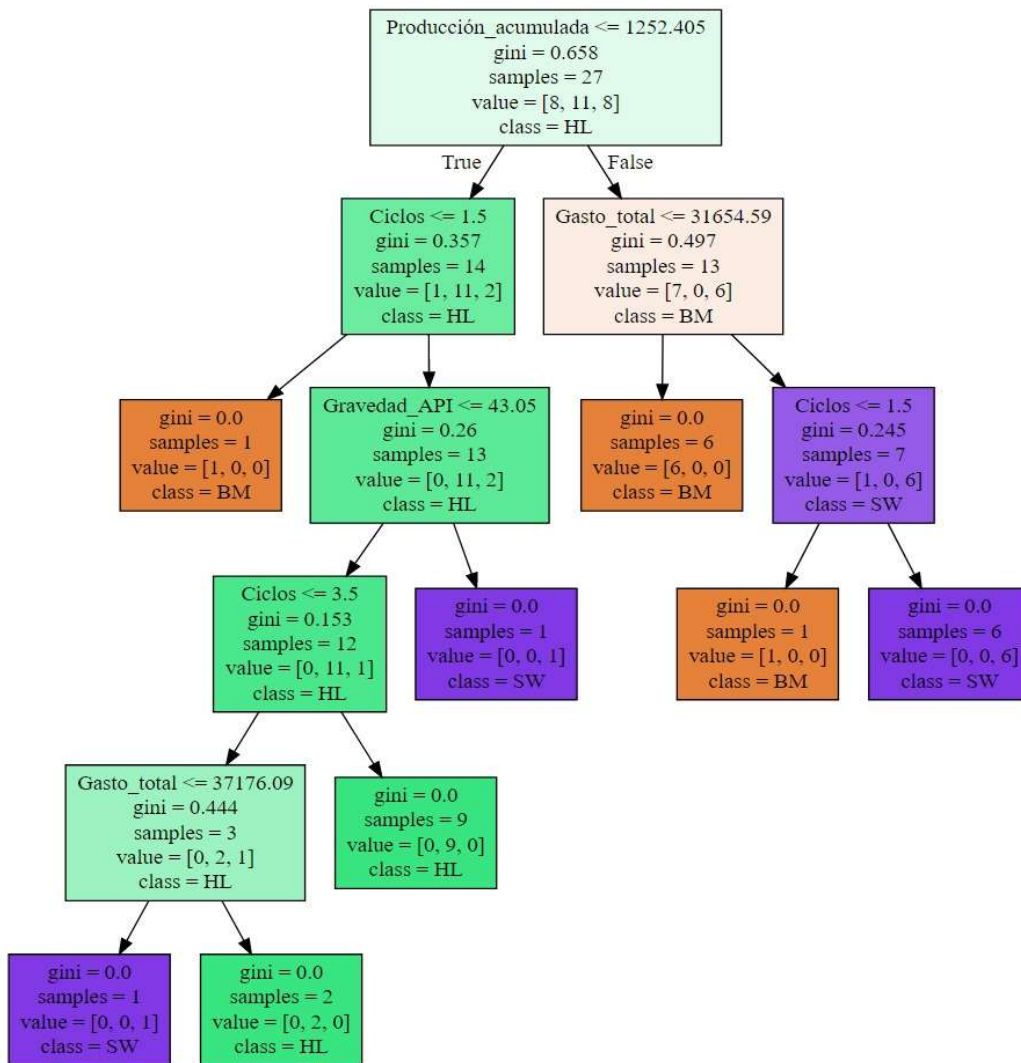 Producción_acumulada <= 1252.405
gini = 0.658
samples = 27
value = [8, 11, 8]
class = HL
True
False
Ciclos <= 1.5
gini = 0.357
samples = 14
value = [1, 11, 2]
class = HL
Gasto_total <= 31654.59
gini = 0.497
samples = 13
value = [7, 0, 6]
class = BM
gini = 0.0
samples = 1
value = [1, 0, 0]
class = BM
Gravedad_API <= 43.05
gini = 0.26
samples = 13
value = [0, 11, 2]
class = HL
gini = 0.0
samples = 6
value = [6, 0, 0]
class = BM
Ciclos <= 1.5
gini = 0.245
samples = 7
value = [1, 0, 6]
class = SW
Ciclos <= 3.5
gini = 0.153
samples = 12
value = [0, 11, 1]
class = HL
gini = 0.0
samples = 1
value = [0, 0, 1]
class = SW
gini = 0.0
samples = 1
value = [1, 0, 0]
class = BM
gini = 0.0
samples = 6
value = [0, 0, 6]
class = SW
Gasto_total <= 37176.09
gini = 0.444
samples = 3
value = [0, 2, 1]
class = HL
gini = 0.0
samples = 9
value = [0, 9, 0]
class = HL
gini = 0.0
samples = 1
value = [0, 0, 1]
class = SW
gini = 0.0
samples = 2
value = [0, 2, 0]
class = HL